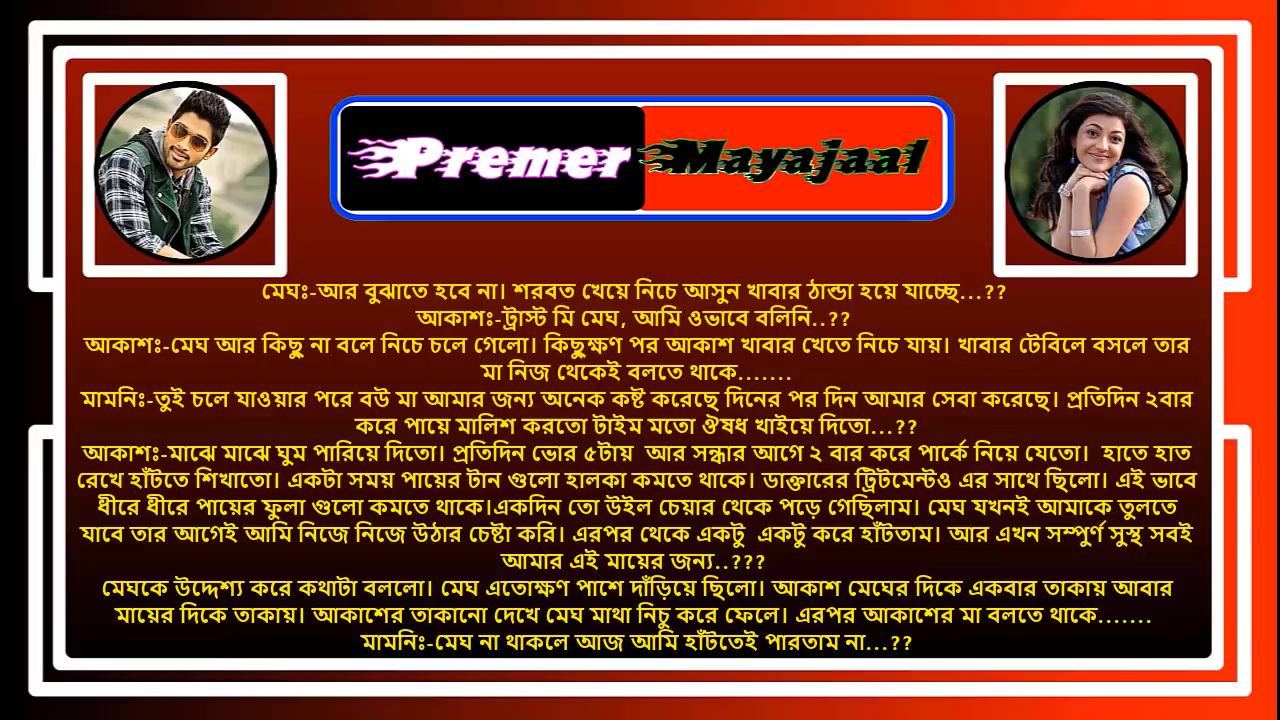 Premer Mayajaal
মেঘঃ-আর বুঝাতে হবে না। শরবত খেয়ে নিচে আসুন খাবার ঠান্ডা হয়ে যাচ্ছে...??
আকাশঃ-ট্রাস্ট মি মেঘ, আমি ওভাবে বলিনি..??
আকাশঃ-মেঘ আর কিছু না বলে নিচে চলে গেলো। কিছুক্ষণ পর আকাশ খাবার খেতে নিচে যায়। খাবার টেবিলে বসলে তার
মা নিজ থেকেই বলতে থাকে.......
মামনিঃ-তুই চলে যাওয়ার পরে বউ মা আমার জন্য অনেক কষ্ট করেছে দিনের পর দিন আমার সেবা করেছে। প্রতিদিন ২বার
করে পায়ে মালিশ করতো টাইম মতো ঔষধ খাইয়ে দিতো...??
আকাশঃ-মাঝে মাঝে ঘুম পারিয়ে দিতো। প্রতিদিন ভোর ৫টায় আর সন্ধার আগে ২ বার করে পার্কে নিয়ে যেতো। হাতে হাত
রেখে হাঁটতে শিখাতো। একটা সময় পায়ের টান গুলো হালকা কমতে থাকে। ডাক্তারের ট্রিটমেন্টও এর সাথে ছিলো। এই ভাবে
ধীরে ধীরে পায়ের ফুলা গুলো কমতে থাকে।একদিন তো উইল চেয়ার থেকে পড়ে গেছিলাম। মেঘ যখনই আমাকে তুলতে
যাবে তার আগেই আমি নিজে নিজে উঠার চেষ্টা করি। এরপর থেকে একটু একটু করে হাঁটতাম। আর এখন সম্পুর্ণ সুস্থ সবই
আমার এই মায়ের জন্য..???
মেঘকে উদ্দেশ্য করে কথাটা বললো। মেঘ এতোক্ষণ পাশে দাঁড়িয়ে ছিলো। আকাশ মেঘের দিকে একবার তাকায় আবার
মায়ের দিকে তাকায়। আকাশের তাকানো দেখে মেঘ মাথা নিচু করে ফেলে। এরপর আকাশের মা বলতে থাকে.......
মামনিঃ-মেঘ না থাকলে আজ আমি হাঁটতেই পারতাম না...??